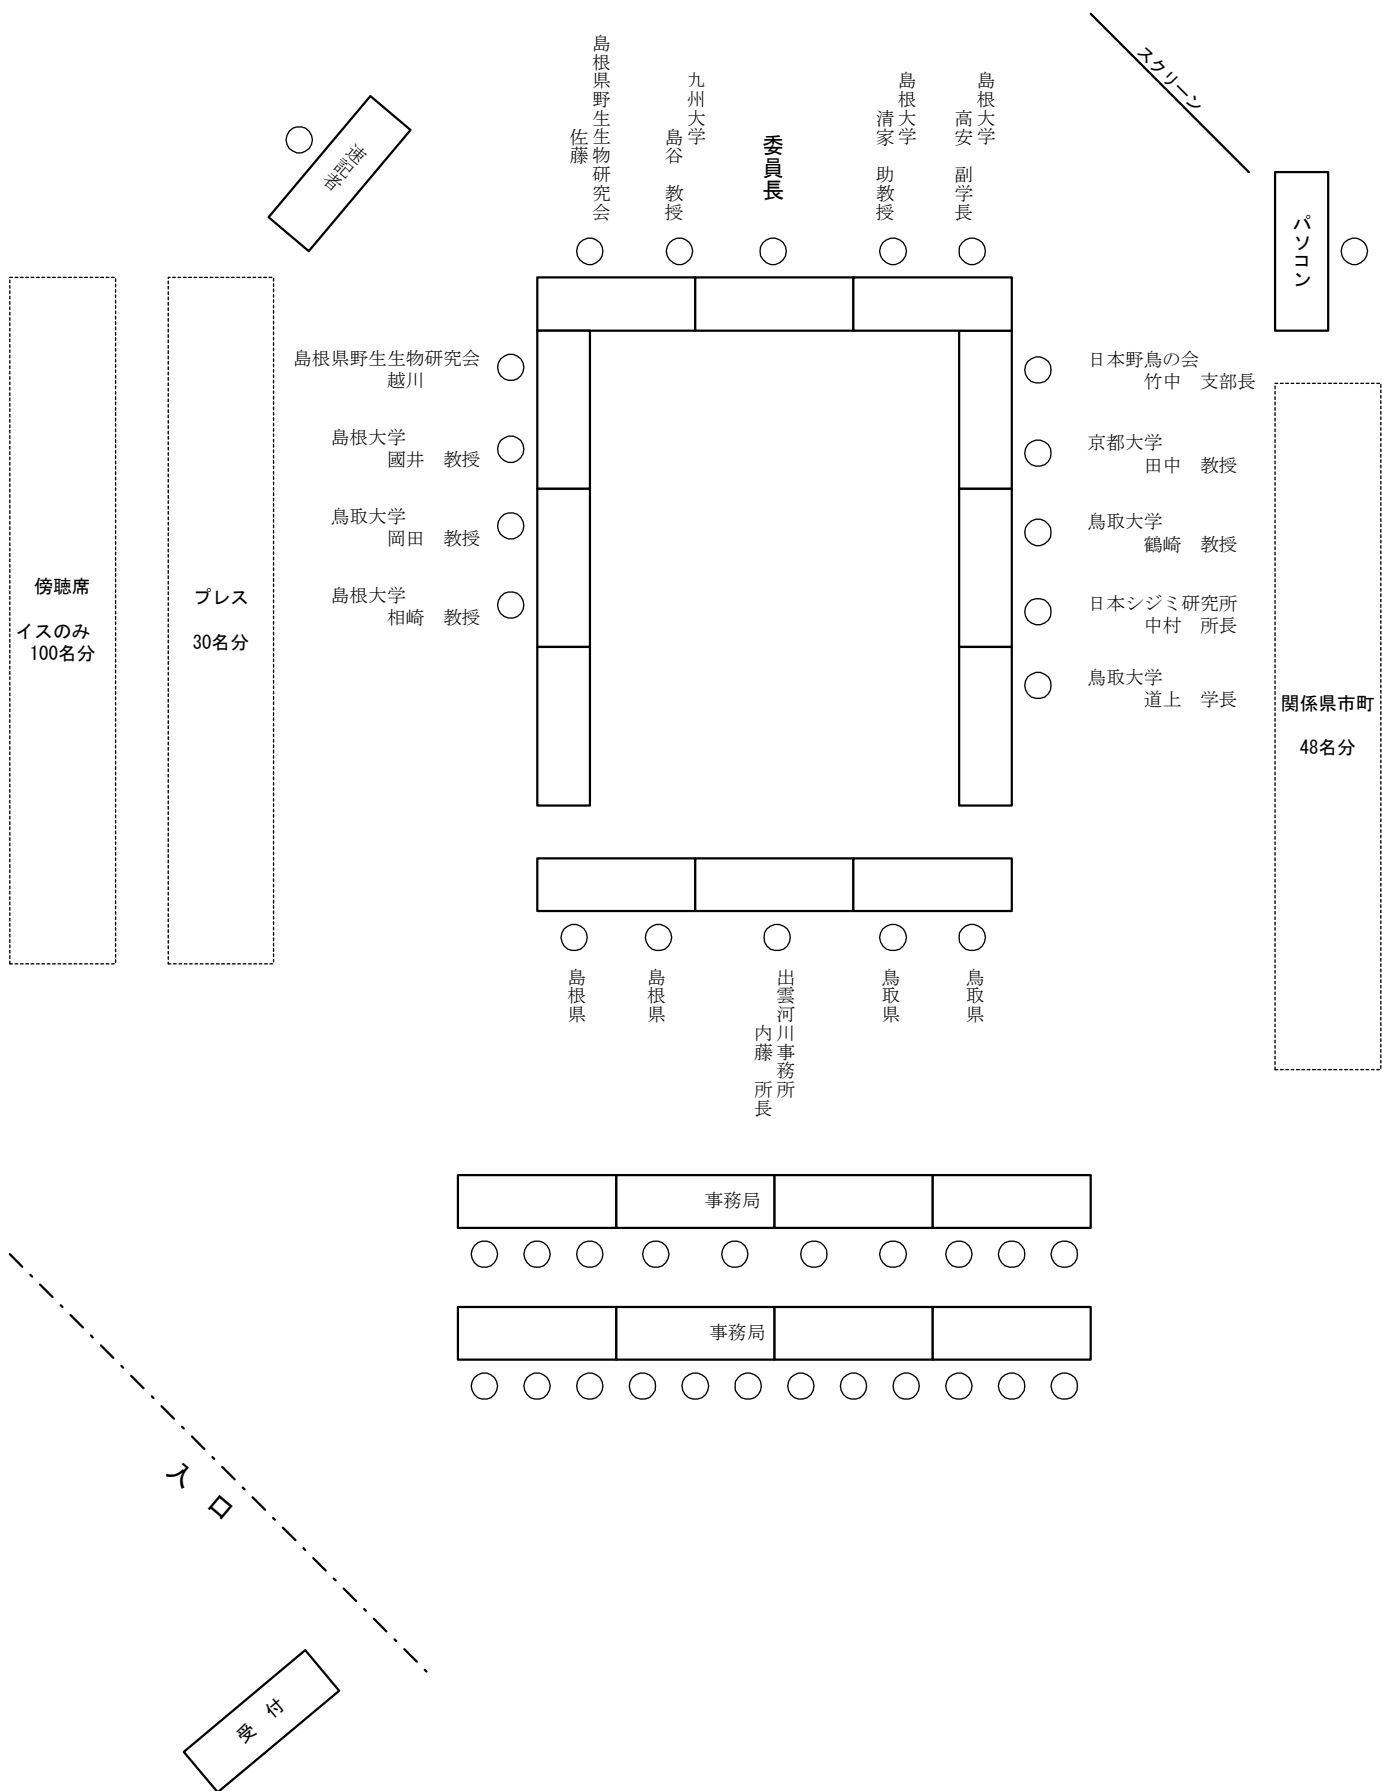 スクリーン
島根県野生生物研究会
佐藤
九州大学
島谷　教授
委員長
島根大学
清家　助教授
島根大学
高安　副学長
速記者
パソコン
島根県野生生物研究会
越川
島根大学
國井　教授
鳥取大学
岡田　教授
島根大学
相崎　教授
日本野鳥の会
竹中　支部長
京都大学
田中　教授
鳥取大学
鶴崎　教授
日本シジミ研究所
中村　所長
鳥取大学
道上　学長
傍聴席
イスのみ
100名分
プレス
30名分
関係県市町
48名分
島根県
島根県
出雲河川事務所
内藤　所長
鳥取県
鳥取県
事務局
事務局
入口
受付